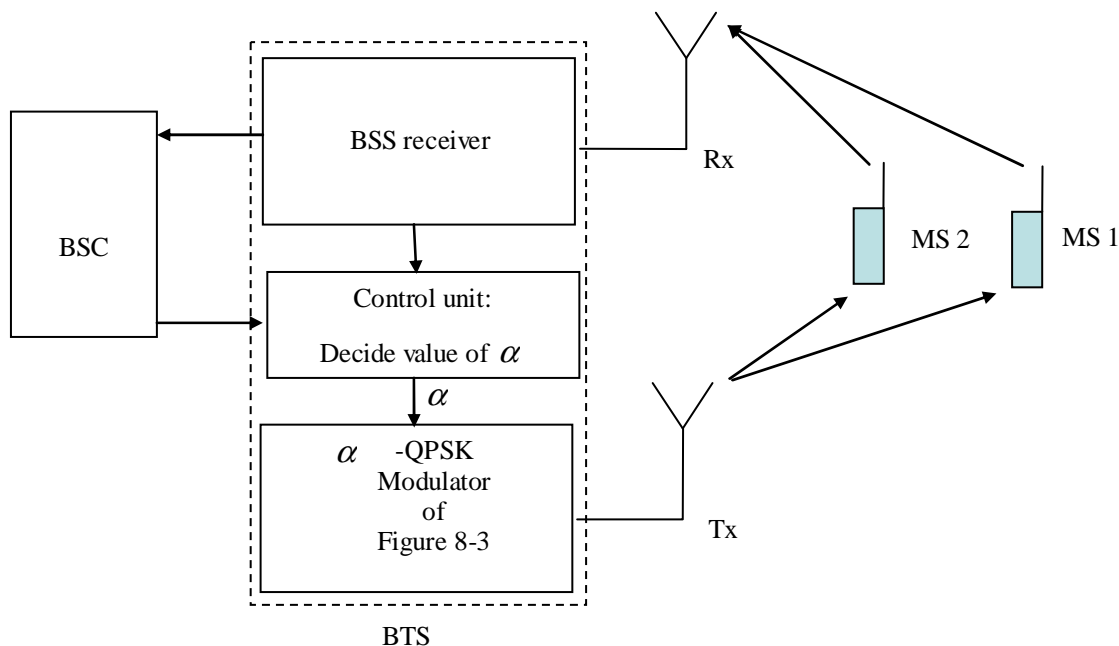 BSS receiver
Rx
BSC
MS 2
MS 1
Control unit:
Decide value of α
α
α -QPSK
Modulator
of
Figure 8-3
Tx
BTS